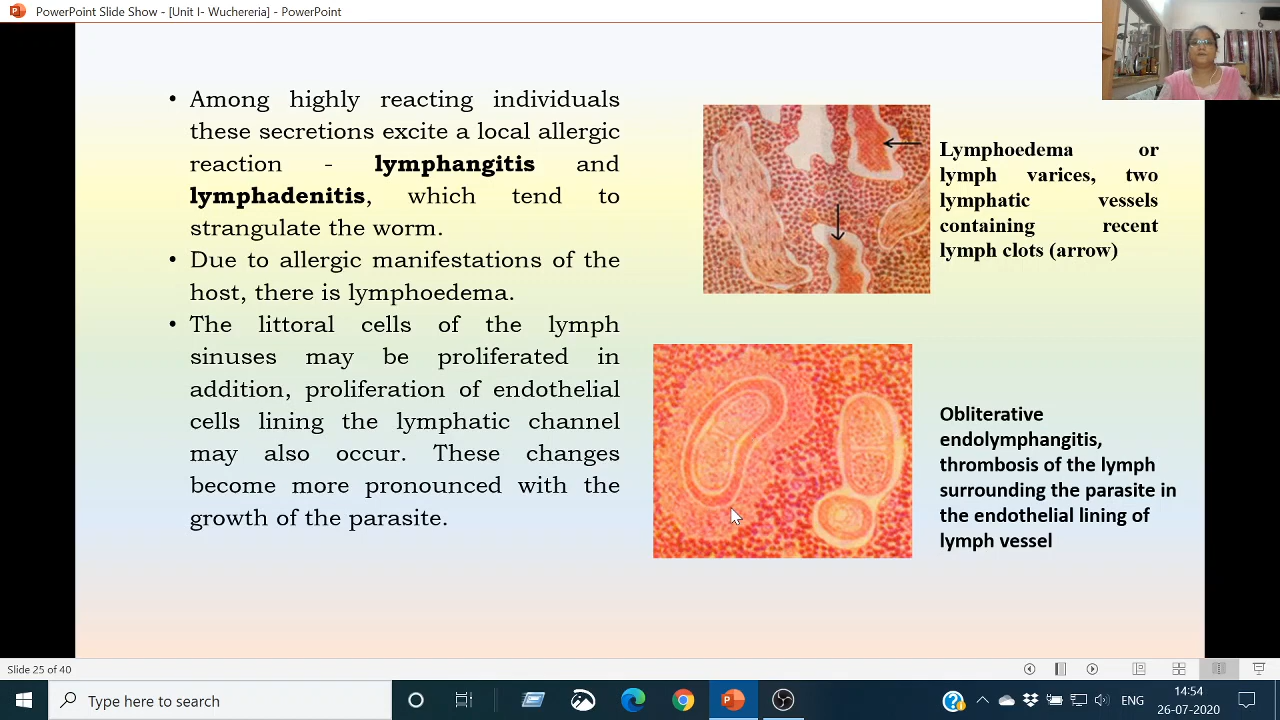 PowerPoint Slide Show - [Unit I- Wuchereria] - PowerPoint
• Among highly reacting individuals
these secretions excite a local allergic
reaction - lymphangitis and
lymphadenitis, which tend to
strangulate the worm.
• Due to allergic manifestations of the
host, there is lymphoedema.
• The littoral cells of the lymph
sinuses may be proliferated in
addition, proliferation of endothelial
cells lining the lymphatic channel
may also occur. These changes
become more pronounced with the
growth of the parasite.
Lymphoedema or
lymph varices, two
lymphatic vessels
containing recent
lymph clots (arrow)
Obliterative
endolymphangitis,
thrombosis of the lymph
surrounding the parasite in
the endothelial lining of
lymph vessel
Slide 25 of 40
Type here to search
ENG
14:54
26-07-2020